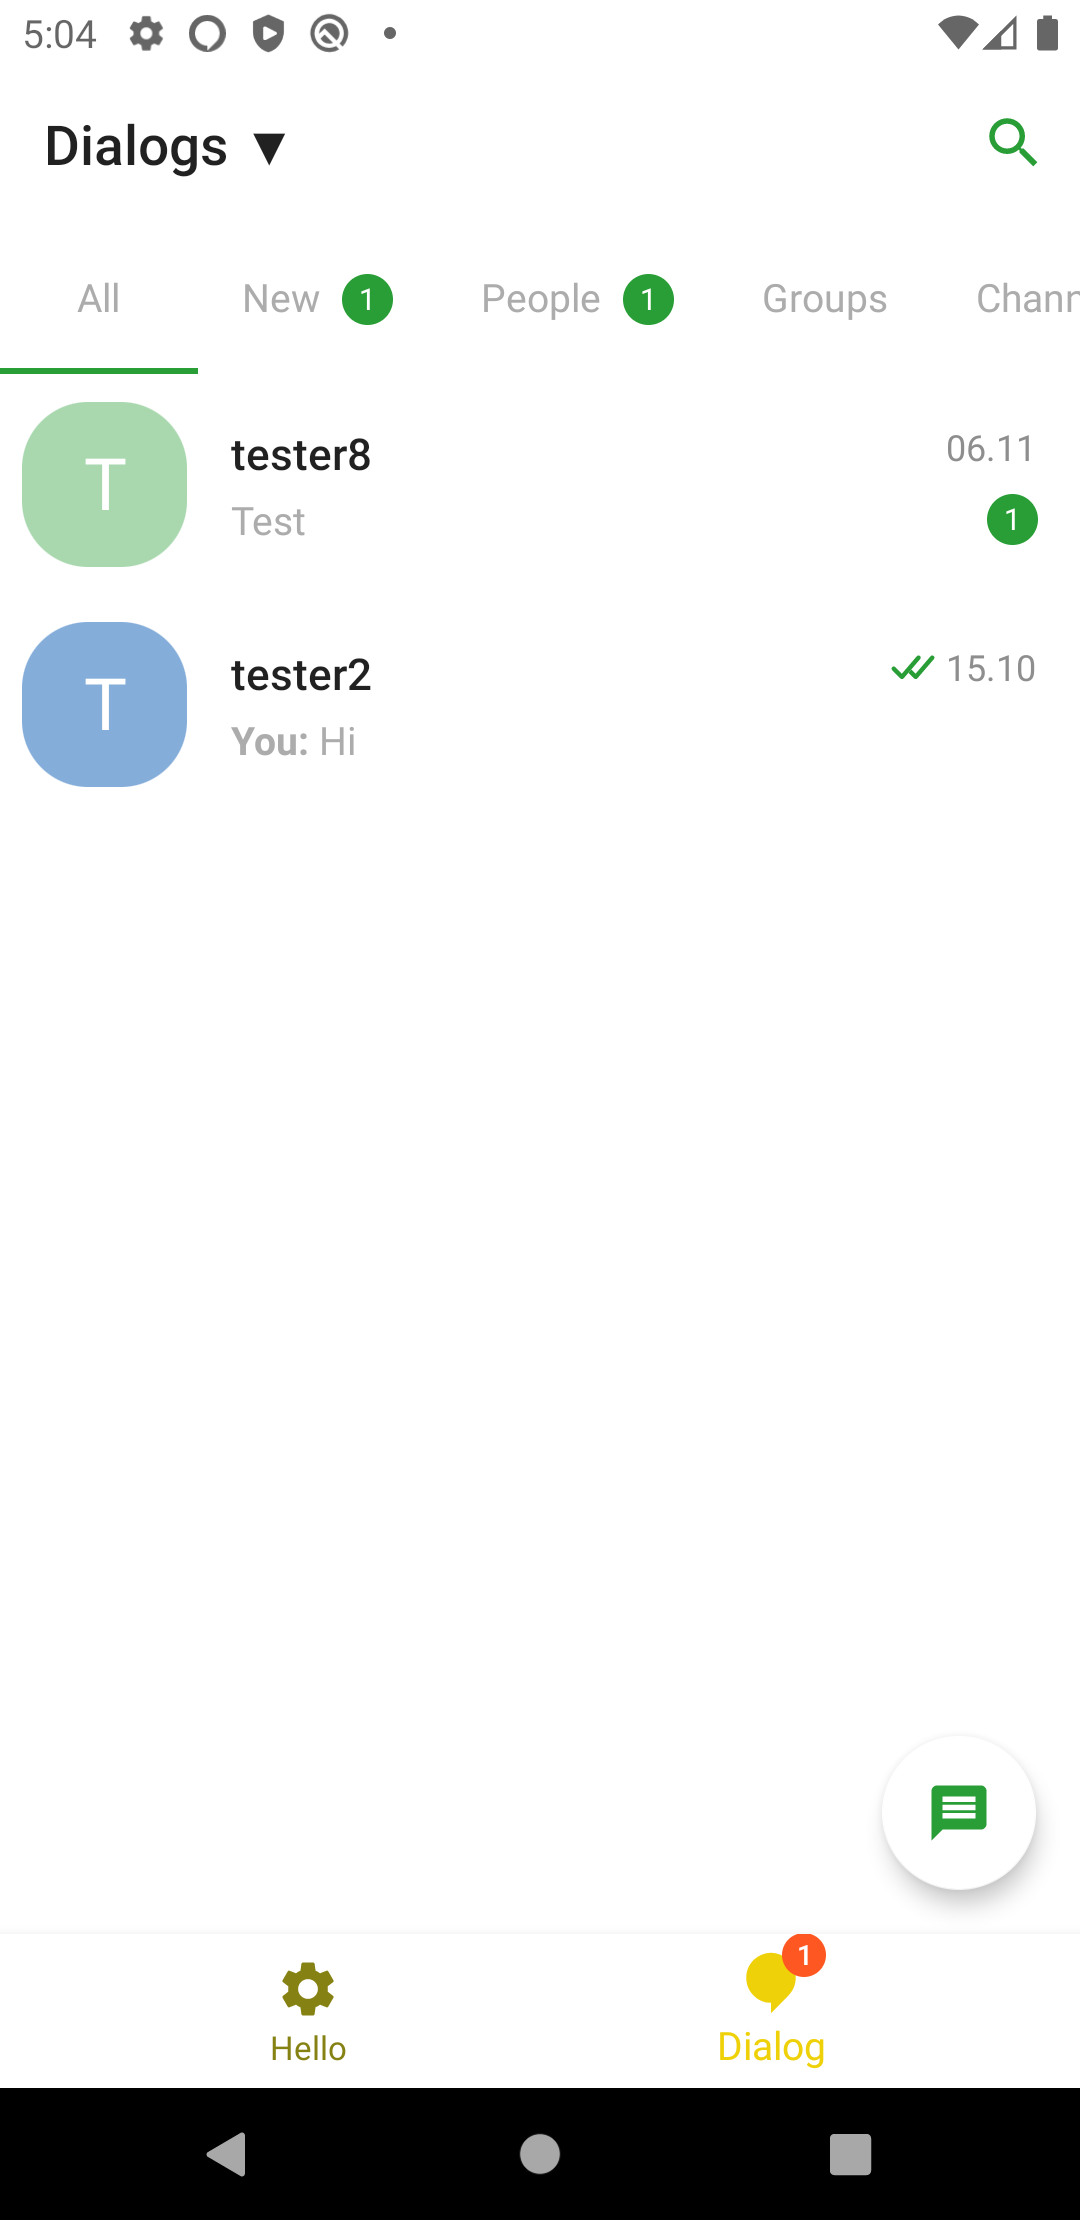 5:04
Dialogs ▼
All New 1 People 1 Groups Chann
T tester8 06.11
Test 1
T tester2 15.10
You: Hi
1
Hello Dialog